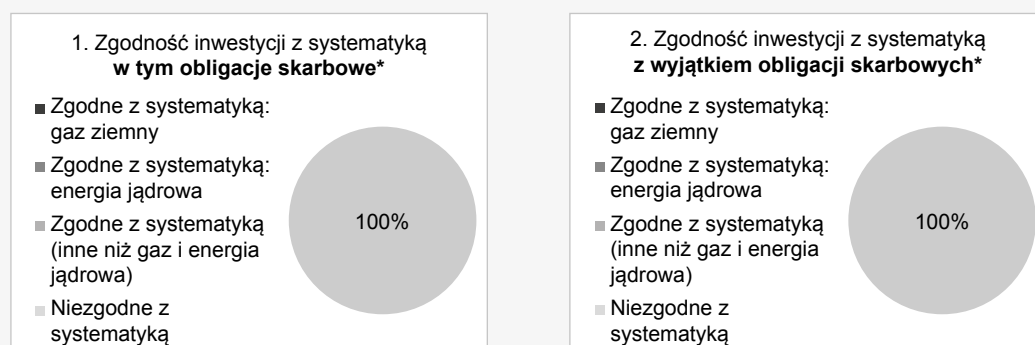 1. Zgodność inwestycji z systematyką
w tym obligacje skarbowe*
Zgodne z systematyką:
gaz ziemny
Zgodne z systematyką:
energia jądrowa
Zgodne z systematyką
(inne niż gaz i energia
jądrowa)
Niezgodne z
systematyką
100%
2. Zgodność inwestycji z systematyką
z wyjątkiem obligacji skarbowych*
Zgodne z systematyką:
gaz ziemny
Zgodne z systematyką:
energia jądrowa
Zgodne z systematyką
(inne niż gaz i energia
jądrowa)
Niezgodne z
systematyką
100%